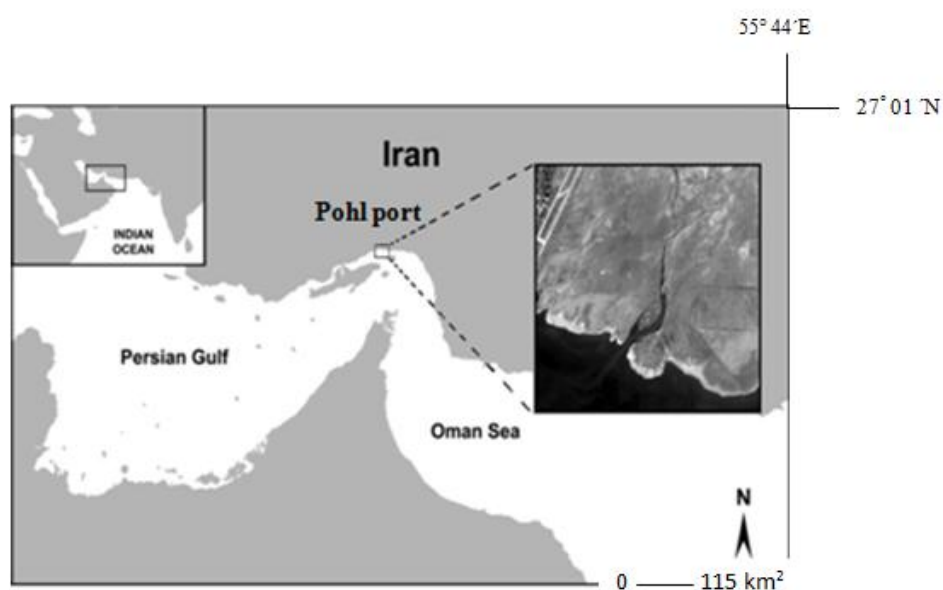 55° 44´E
27° 01´N
Iran
Pohl port
INDIAN
OCEAN
Persian Gulf
Oman Sea
N
0 115 km²